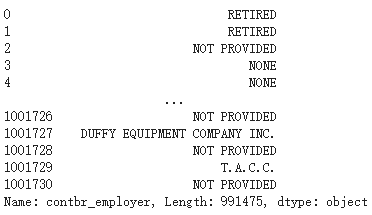 0 RETIRED
1 RETIRED
2 NOT PROVIDED
3 NONE
4 NONE
...
1001726 NOT PROVIDED
1001727 DUFFY EQUIPMENT COMPANY INC.
1001728 NOT PROVIDED
1001729 T.A.C.C.
1001730 NOT PROVIDED
Name: contbr_employer, Length: 991475, dtype: object